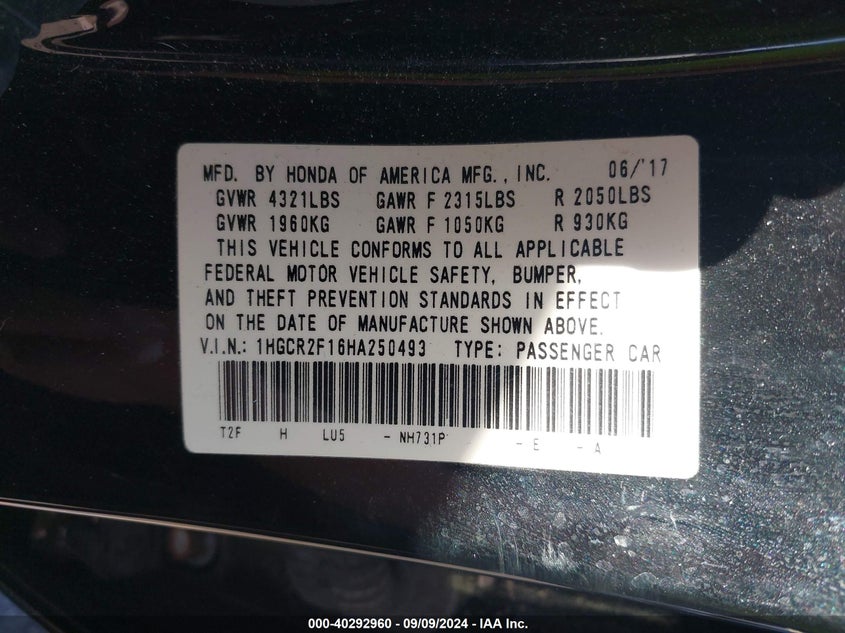 MFD. BY HONDA OF AMERICA MFG., INC. 06/'17
GVWR 4321LBS GAWR F 2315LBS R 2050LBS
GVWR 1960KG GAWR F 1050KG R 930KG
THIS VEHICLE CONFORMS TO ALL APPLICABLE
FEDERAL MOTOR VEHICLE SAFETY, BUMPER,
AND THEFT PREVENTION STANDARDS IN EFFECT
ON THE DATE OF MANUFACTURE SHOWN ABOVE.
V.I.N.: 1HGCR2F16HA250493 TYPE: PASSENGER CAR
T2F H LU5 - NH731P - E - A
000-40292960 - 09/09/2024 - IAA Inc.